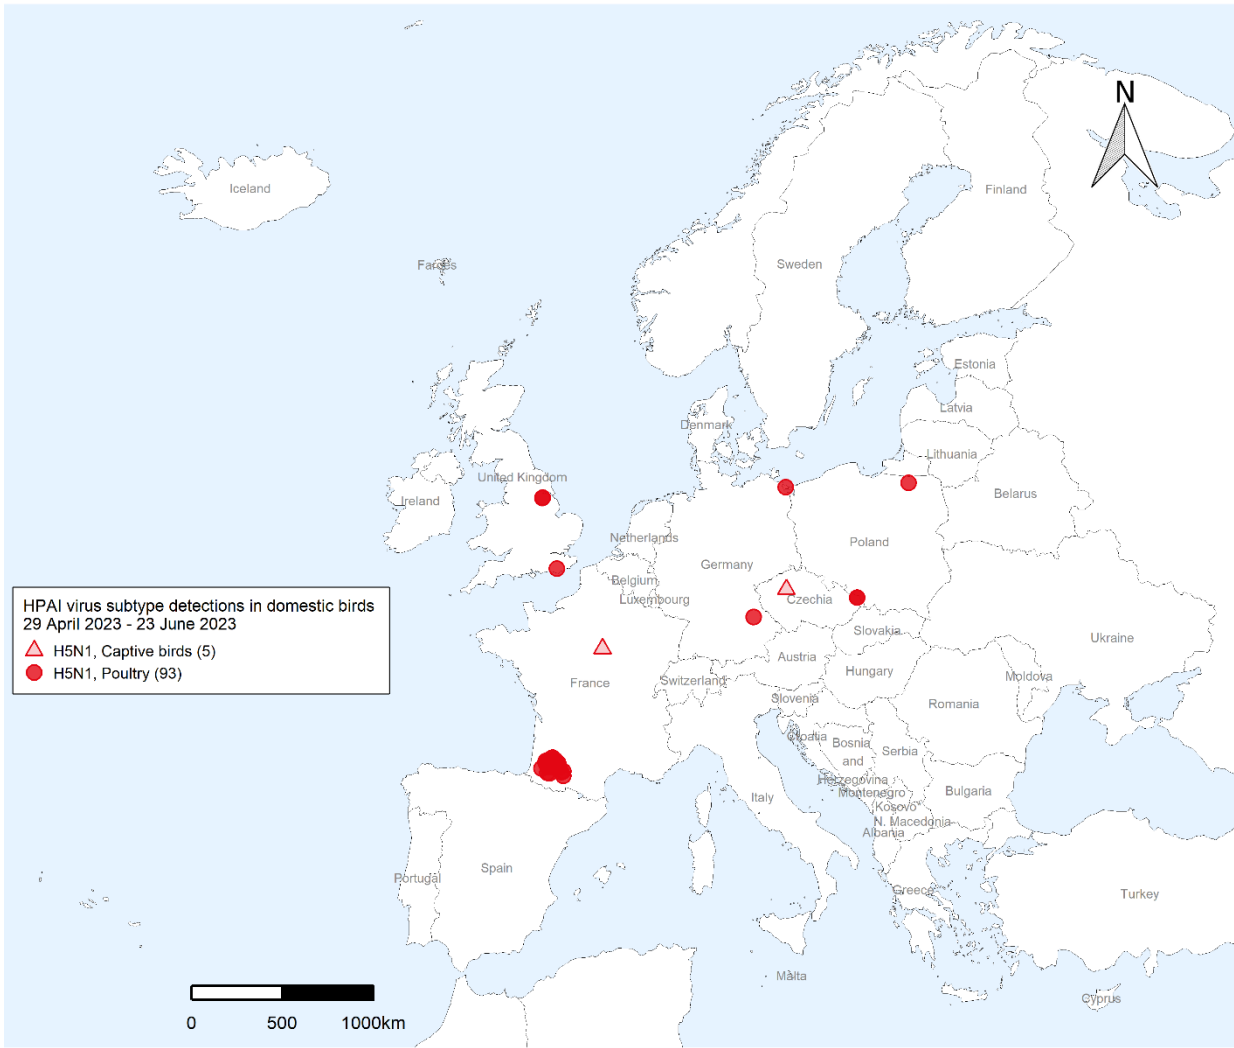 N
Iceland
Finland
Faroes
Sweden
Estonia
Latvia
Denmark
Lithuania
United Kingdom
Ireland
Belarus
Netherlands
Poland
Germany
Belgium
Luxembourg
Czechia
HPAI virus subtype detections in domestic birds
29 April 2023 - 23 June 2023
H5N1, Captive birds (5)
H5N1, Poultry (93)
Slovakia
Ukraine
Austria
Hungary
France
Switzerland
Moldova
Slovenia
Romania
Croatia
Bosnia
and
Herzegovina
Serbia
Montenegro
Bulgaria
Italy
Kosovo*
N. Macedonia
Albania
Spain
Portugal
Greece
Turkey
Malta
Cyprus
0 500 1000km